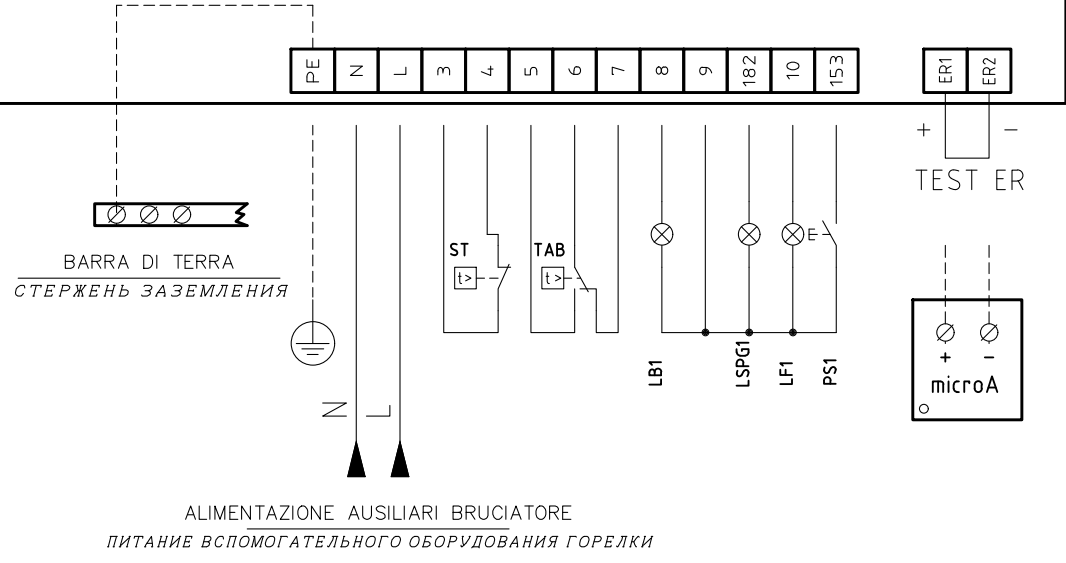 PE N L 3 4 5 6 7 8 9 182 10 153 ER1 ER2
+ -
TEST ER
BARRA DI TERRA
СТЕРЖЕНЬ ЗАЗЕМЛЕНИЯ
ST TAB
t> t>
E
LB1 LSPG1 LF1 PS1
+ -
microA
N L
ALIMENTAZIONE AUSILIARI BRUCIATORE
ПИТАНИЕ ВСПОМОГАТЕЛЬНОГО ОБОРУДОВАНИЯ ГОРЕЛКИ